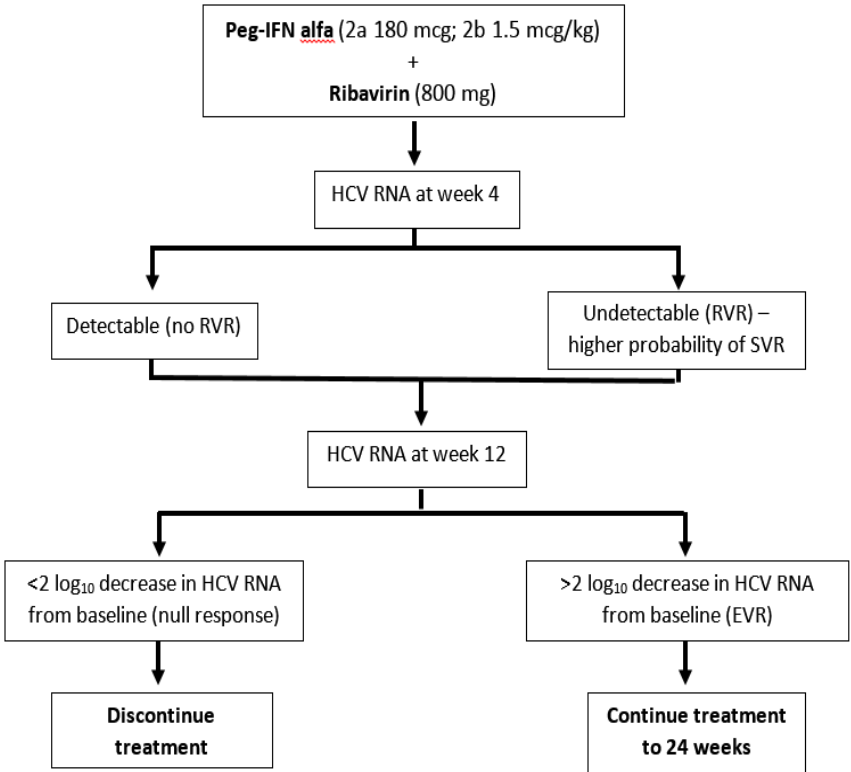 Peg-IFN alfa (2a 180 mcg; 2b 1.5 mcg/kg)
+
Ribavirin (800 mg)
HCV RNA at week 4
Detectable (no RVR)
Undetectable (RVR) –
higher probability of SVR
HCV RNA at week 12
<2 log₁₀ decrease in HCV RNA
from baseline (null response)
>2 log₁₀ decrease in HCV RNA
from baseline (EVR)
Discontinue
treatment
Continue treatment
to 24 weeks